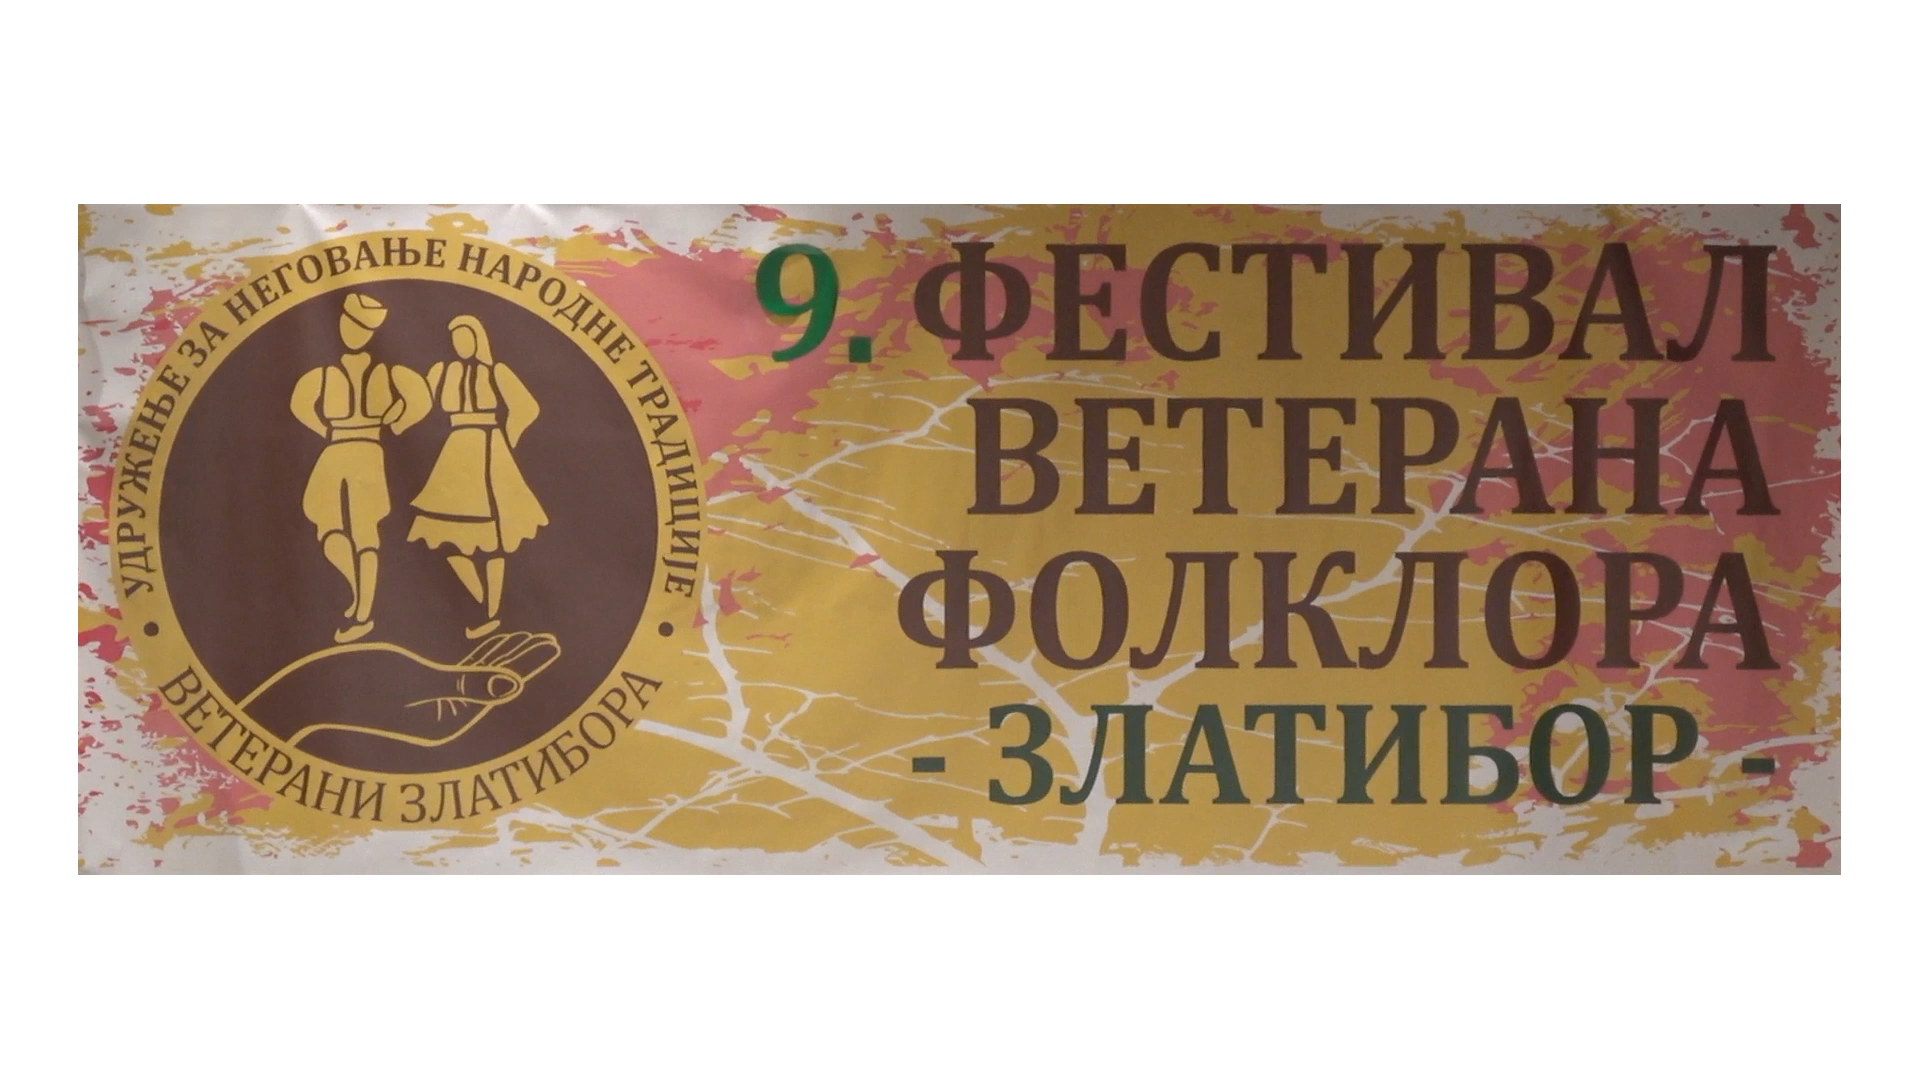 УДРУЖЕЊЕ ЗА НЕГОВАЊЕ НАРОДНЕ ТРАДИЦИЈЕ
ВЕТЕРАНИ ЗЛАТИБОРА
9. ФЕСТИВАЛ
ВЕТЕРАНА
ФОЛКЛОРА
- ЗЛАТИБОР -